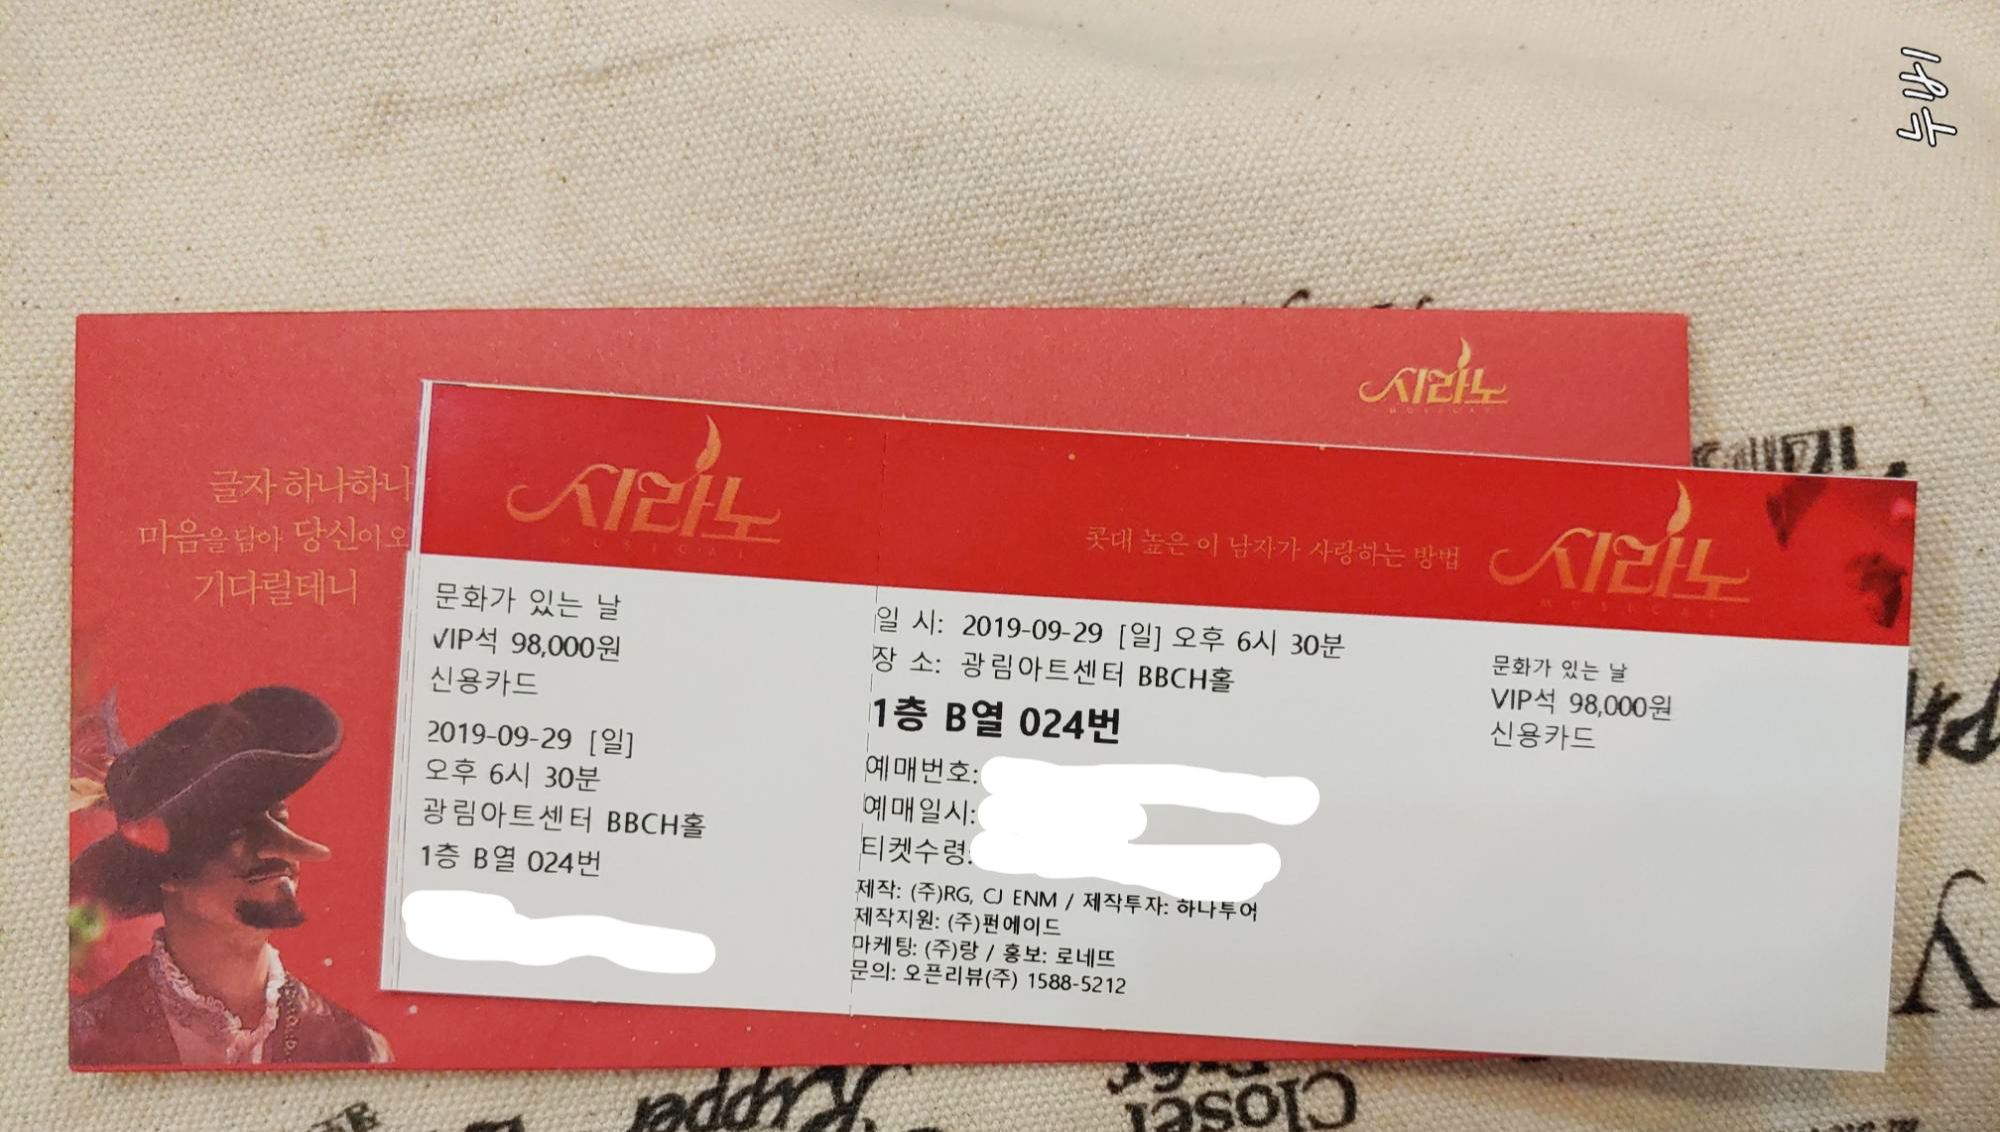 세누
시라노
MUSICAL
글자 하나하나
마음을 담아 당신이 오
기다릴테니
시라노
MUSICAL
콧대 높은 이 남자가 사랑하는 방법
시라노
MUSICAL
문화가 있는 날
VIP석 98,000원
신용카드
2019-09-29 [일]
오후 6시 30분
광림아트센터 BBCH홀
1층 B열 024번
일 시: 2019-09-29 [일] 오후 6시 30분
장 소: 광림아트센터 BBCH홀
1층 B열 024번
예매번호:
예매일시:
티켓수령:
제작: (주)RG, CJ ENM / 제작투자: 하나투어
제작지원: (주)펀에이드
마케팅: (주)랑 / 홍보: 로네뜨
문의: 오픈리뷰(주) 1588-5212
문화가 있는 날
VIP석 98,000원
신용카드
Ripper
Closer